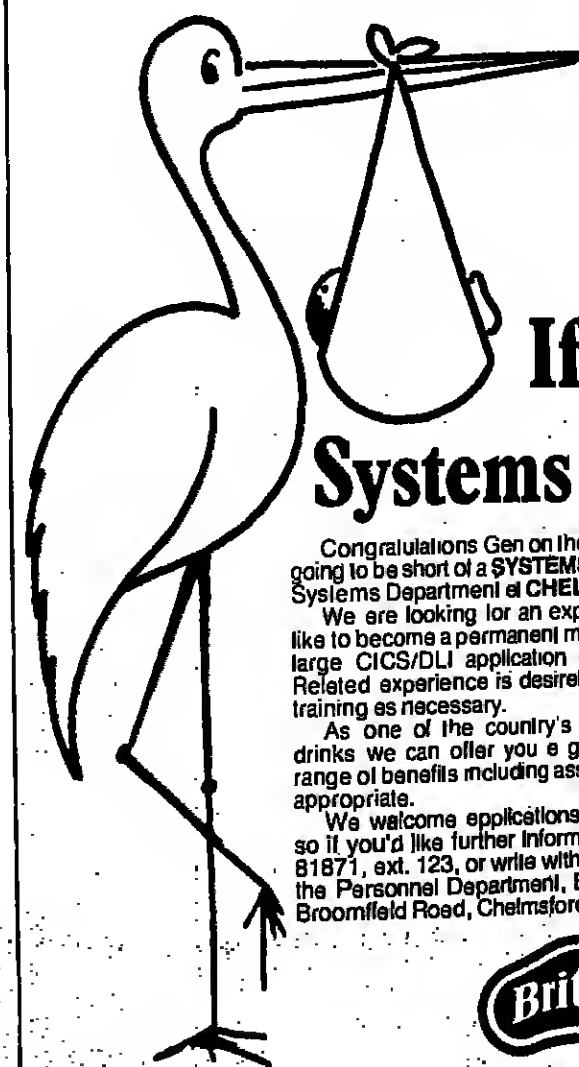 If
Systems
Congratulations Gen on the
going to be short of a SYSTEMS
Systems Department at CHEL
We are looking for an exp
like to become a permanent m
large CICS/DLI application
Related experience is desirel
training as necessary.
As one of the country's
drinks we can offer you a g
range of benefits including ass
appropriate.
We welcome applications
so if you'd like further inform
81871, ext. 123, or write with
the Personnel Department, B
Broomfield Road, Chelmsford
Brit